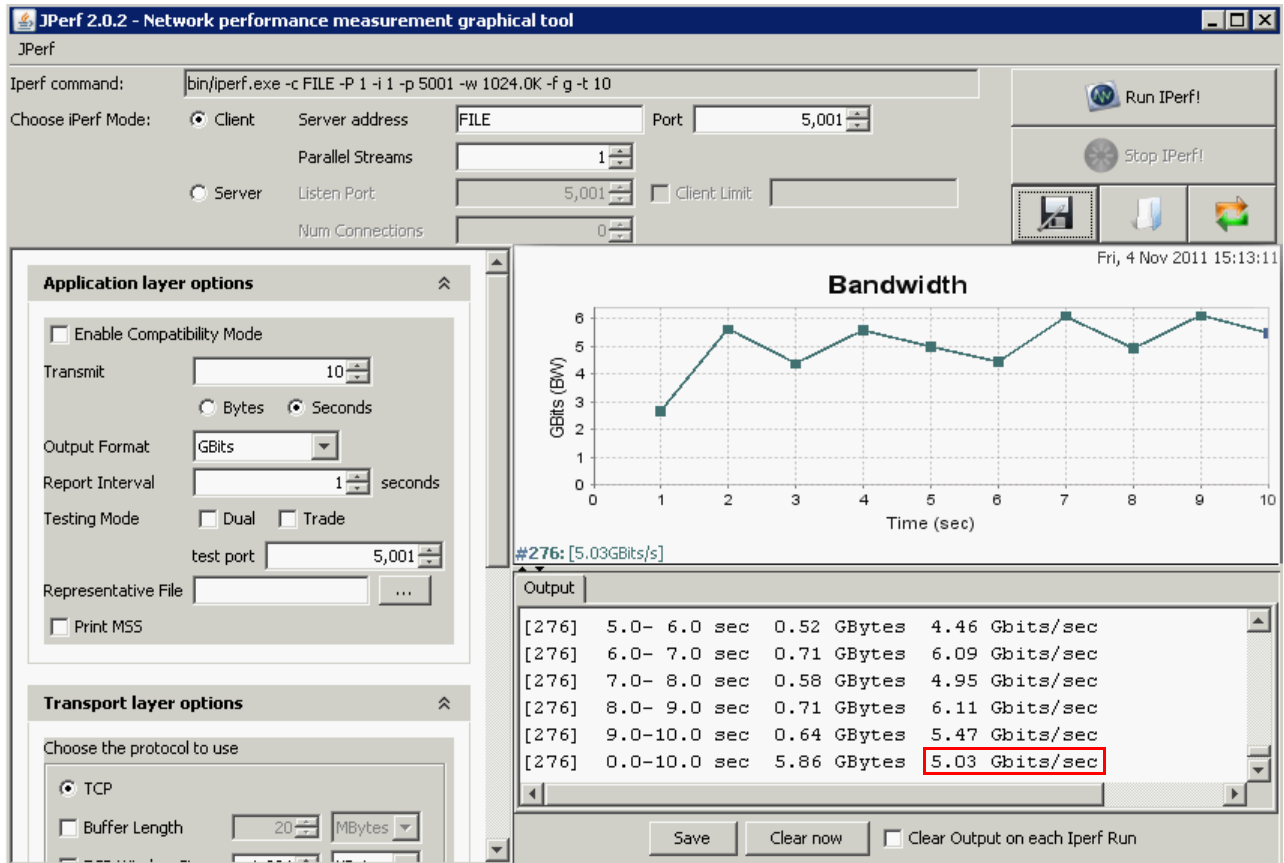 JPerf 2.0.2 - Network performance measurement graphical tool
JPerf
Iperf command: bin/iperf.exe -c FILE -P 1 -i 1 -p 5001 -w 1024.0K -f g -t 10
Run IPerf!
Choose iPerf Mode: Client Server address FILE Port 5,001
Parallel Streams 1
Stop IPerf!
Server Listen Port 5,001 Client Limit
Num Connections 0
Application layer options
Enable Compatibility Mode
Transmit 10
Bytes Seconds
Output Format GBits
Report Interval 1 seconds
Testing Mode Dual Trade
test port 5,001
Representative File ...
Print MSS
Transport layer options
Choose the protocol to use
TCP
Buffer Length 20 MBytes
Fri, 4 Nov 2011 15:13:11
Bandwidth
GBits (BW)
6
5
4
3
2
1
0
0 1 2 3 4 5 6 7 8 9 10
Time (sec)
#276: [5.03GBits/s]
Output
[276] 5.0- 6.0 sec 0.52 GBytes 4.46 Gbits/sec
[276] 6.0- 7.0 sec 0.71 GBytes 6.09 Gbits/sec
[276] 7.0- 8.0 sec 0.58 GBytes 4.95 Gbits/sec
[276] 8.0- 9.0 sec 0.71 GBytes 6.11 Gbits/sec
[276] 9.0-10.0 sec 0.64 GBytes 5.47 Gbits/sec
[276] 0.0-10.0 sec 5.86 GBytes 5.03 Gbits/sec
Save Clear now Clear Output on each Iperf Run